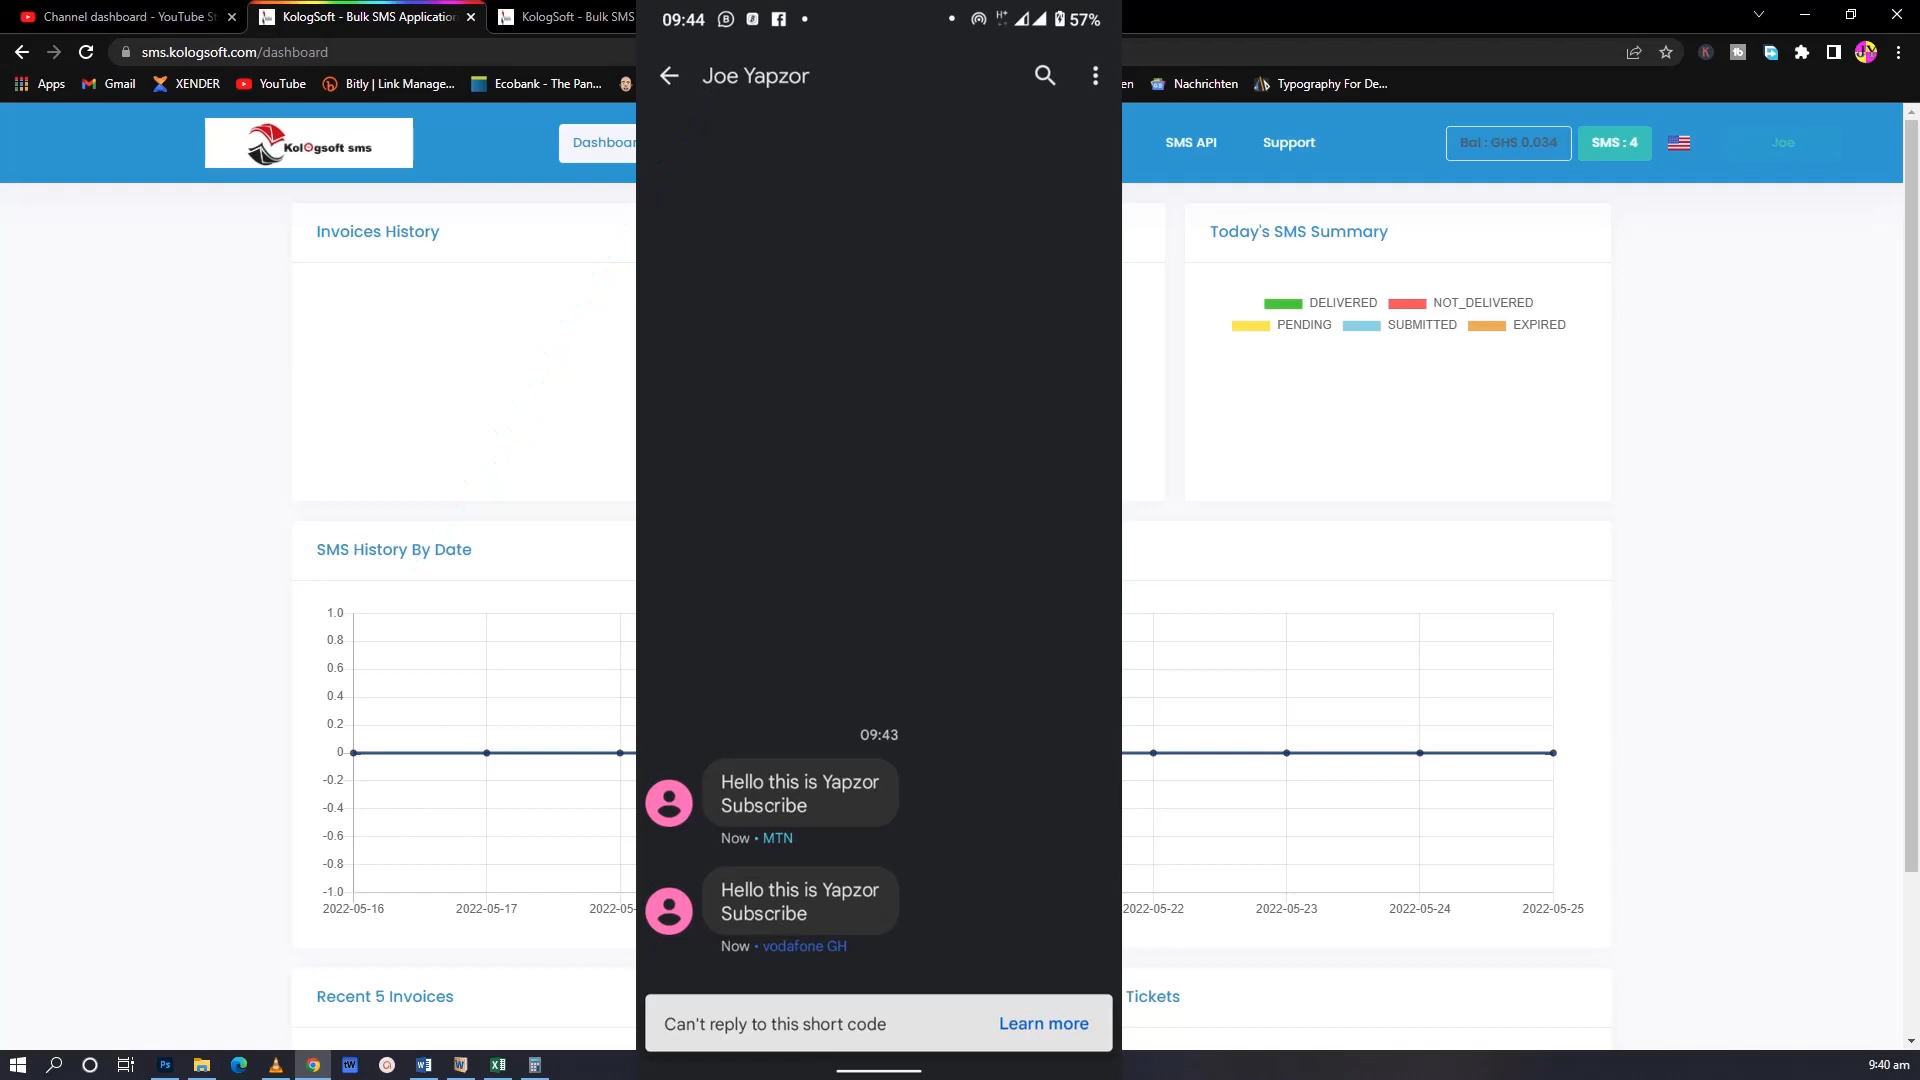 Channel dashboard - YouTube St
KologSoft - Bulk SMS Application
KologSoft - Bulk SMS
sms.kologsoft.com/dashboard
Apps
Gmail
XENDER
YouTube
Bitly | Link Manage...
Ecobank - The Pan...
en
Nachrichten
Typography For De...
09:44
57%
Joe Yapzor
KolOgsoft sms
Dashboar
SMS API
Support
Bal : GHS 0.034
SMS : 4
Joe
Invoices History
Today's SMS Summary
DELIVERED
NOT_DELIVERED
PENDING
SUBMITTED
EXPIRED
SMS History By Date
1.0
0.8
0.6
0.4
0.2
0
-0.2
-0.4
-0.6
-0.8
-1.0
2022-05-16
2022-05-17
2022-05-
2022-05-22
2022-05-23
2022-05-24
2022-05-25
09:43
Hello this is Yapzor
Subscribe
Now • MTN
Hello this is Yapzor
Subscribe
Now • vodafone GH
Can't reply to this short code
Learn more
Recent 5 Invoices
Tickets
9:40 am